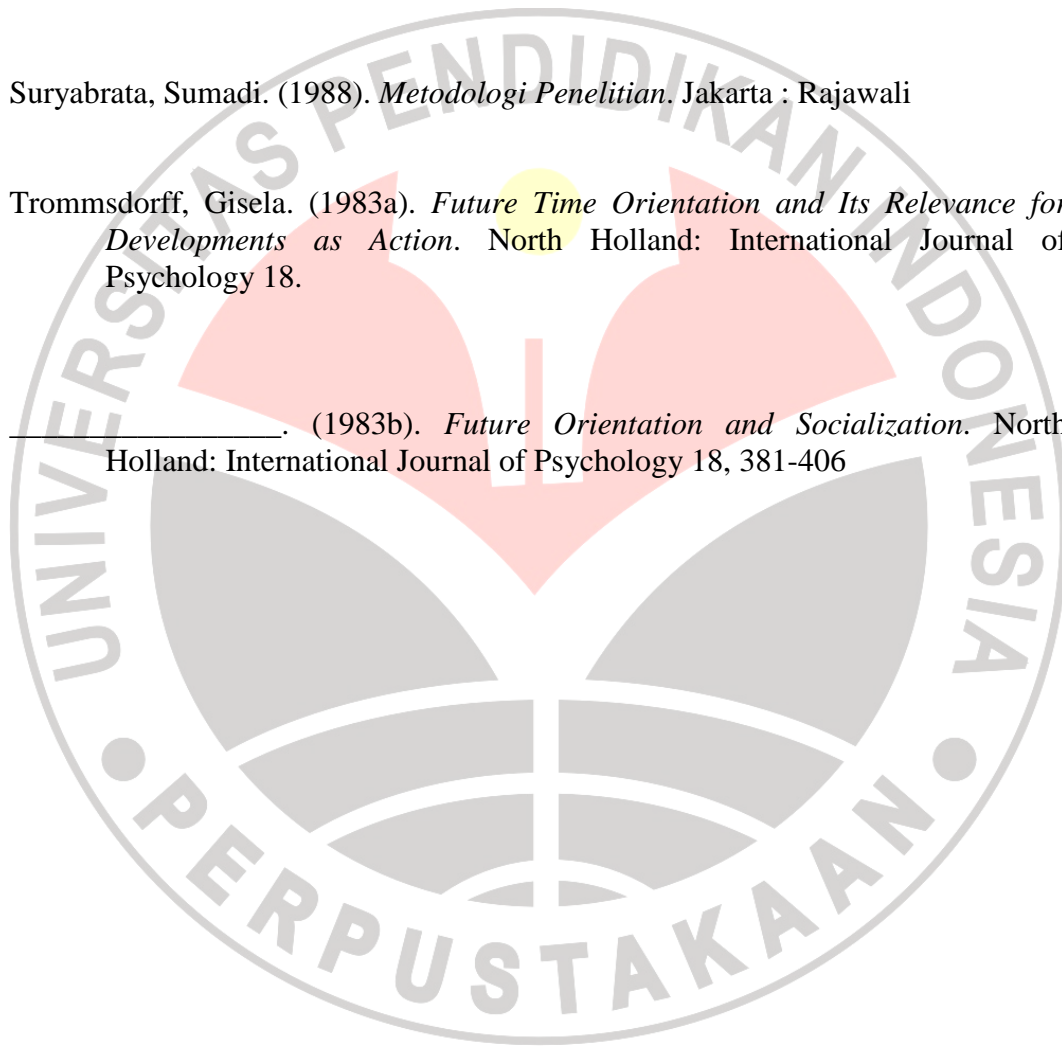 Suryabrata, Sumadi. (1988). Metodologi Penelitian. Jakarta : Rajawali
Trommsdorff, Gisela. (1983a). Future Time Orientation and Its Relevance for
Developments as Action. North Holland: International Journal of
Psychology 18.
_________________. (1983b). Future Orientation and Socialization. North
Holland: International Journal of Psychology 18, 381-406
UNIVERSITAS PENDIDIKAN INDONESIA
PERPUSTAKAAN